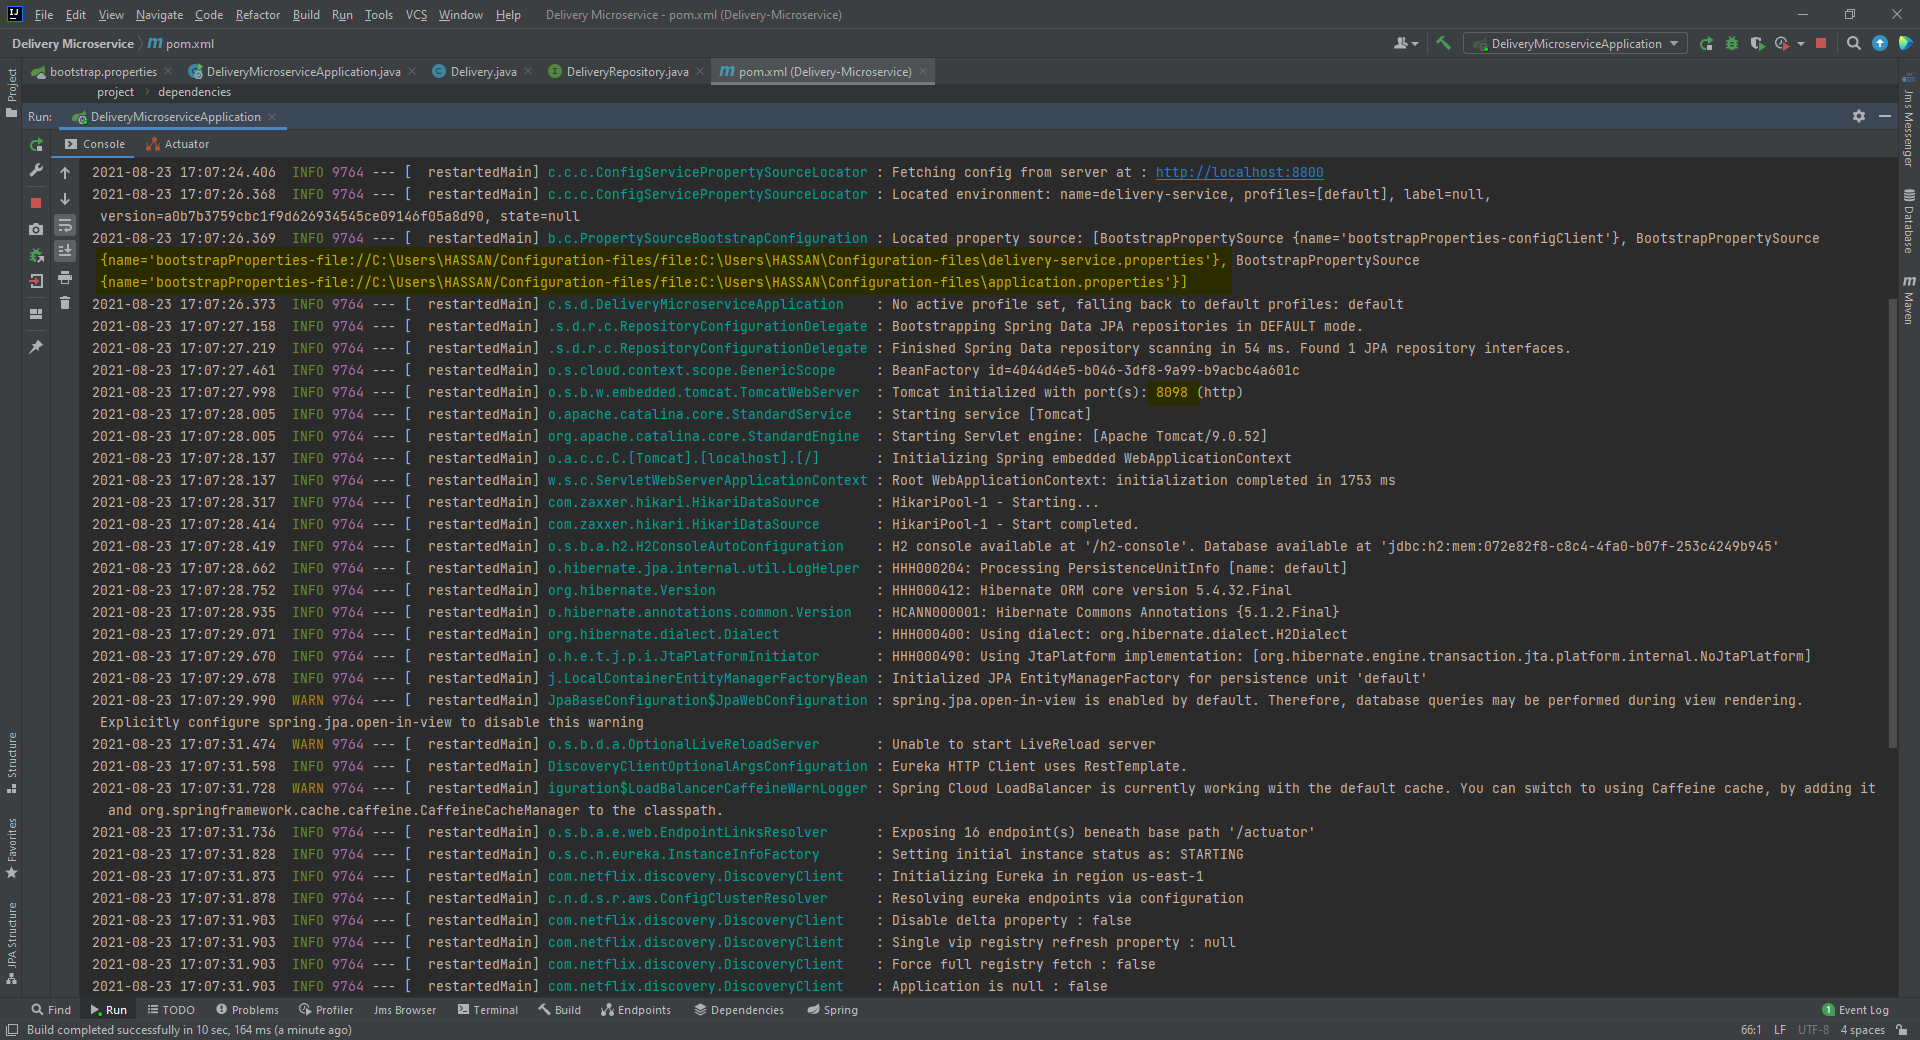 File Edit View Navigate Code Refactor Build Run Tools VCS Window Help Delivery Microservice - pom.xml (Delivery-Microservice)
Delivery Microservice m pom.xml DeliveryMicroserviceApplication
bootstrap.properties DeliveryMicroserviceApplication.java Delivery.java DeliveryRepository.java pom.xml (Delivery-Microservice)
project dependencies
Run: DeliveryMicroserviceApplication
Console Actuator
2021-08-23 17:07:24.406 INFO 9764 --- [ restartedMain] c.c.c.ConfigServicePropertySourceLocator : Fetching config from server at : http://localhost:8800
2021-08-23 17:07:26.368 INFO 9764 --- [ restartedMain] c.c.c.ConfigServicePropertySourceLocator : Located environment: name=delivery-service, profiles=[default], label=null,
version=a0b7b3759cbc1f9d626934545ce09146f05a8d90, state=null
2021-08-23 17:07:26.369 INFO 9764 --- [ restartedMain] b.c.PropertySourceBootstrapConfiguration : Located property source: [BootstrapPropertySource {name='bootstrapProperties-configClient'}, BootstrapPropertySource
{name='bootstrapProperties-file://C:\Users\HASSAN/Configuration-files/file:C:\Users\HASSAN\Configuration-files\delivery-service.properties'}, BootstrapPropertySource
{name='bootstrapProperties-file://C:\Users\HASSAN/Configuration-files/file:C:\Users\HASSAN\Configuration-files\application.properties'}]
2021-08-23 17:07:26.373 INFO 9764 --- [ restartedMain] c.s.d.DeliveryMicroserviceApplication : No active profile set, falling back to default profiles: default
2021-08-23 17:07:27.158 INFO 9764 --- [ restartedMain] .s.d.r.c.RepositoryConfigurationDelegate : Bootstrapping Spring Data JPA repositories in DEFAULT mode.
2021-08-23 17:07:27.219 INFO 9764 --- [ restartedMain] .s.d.r.c.RepositoryConfigurationDelegate : Finished Spring Data repository scanning in 54 ms. Found 1 JPA repository interfaces.
2021-08-23 17:07:27.461 INFO 9764 --- [ restartedMain] o.s.cloud.context.scope.GenericScope : BeanFactory id=4044d4e5-b046-3df8-9a99-b9acbc4a601c
2021-08-23 17:07:27.998 INFO 9764 --- [ restartedMain] o.s.b.w.embedded.tomcat.TomcatWebServer : Tomcat initialized with port(s): 8098 (http)
2021-08-23 17:07:28.005 INFO 9764 --- [ restartedMain] o.apache.catalina.core.StandardService : Starting service [Tomcat]
2021-08-23 17:07:28.005 INFO 9764 --- [ restartedMain] org.apache.catalina.core.StandardEngine : Starting Servlet engine: [Apache Tomcat/9.0.52]
2021-08-23 17:07:28.137 INFO 9764 --- [ restartedMain] o.a.c.c.C.[Tomcat].[localhost].[/] : Initializing Spring embedded WebApplicationContext
2021-08-23 17:07:28.137 INFO 9764 --- [ restartedMain] w.s.c.ServletWebServerApplicationContext : Root WebApplicationContext: initialization completed in 1753 ms
2021-08-23 17:07:28.317 INFO 9764 --- [ restartedMain] com.zaxxer.hikari.HikariDataSource : HikariPool-1 - Starting...
2021-08-23 17:07:28.414 INFO 9764 --- [ restartedMain] com.zaxxer.hikari.HikariDataSource : HikariPool-1 - Start completed.
2021-08-23 17:07:28.419 INFO 9764 --- [ restartedMain] o.s.b.a.h2.H2ConsoleAutoConfiguration : H2 console available at '/h2-console'. Database available at 'jdbc:h2:mem:072e82f8-c8c4-4fa0-b07f-253c4249b945'
2021-08-23 17:07:28.662 INFO 9764 --- [ restartedMain] o.hibernate.jpa.internal.util.LogHelper : HHH000204: Processing PersistenceUnitInfo [name: default]
2021-08-23 17:07:28.752 INFO 9764 --- [ restartedMain] org.hibernate.Version : HHH000412: Hibernate ORM core version 5.4.32.Final
2021-08-23 17:07:28.935 INFO 9764 --- [ restartedMain] o.hibernate.annotations.common.Version : HCANN000001: Hibernate Commons Annotations {5.1.2.Final}
2021-08-23 17:07:29.071 INFO 9764 --- [ restartedMain] org.hibernate.dialect.Dialect : HHH000400: Using dialect: org.hibernate.dialect.H2Dialect
2021-08-23 17:07:29.670 INFO 9764 --- [ restartedMain] o.h.e.t.j.p.i.JtaPlatformInitiator : HHH000490: Using JtaPlatform implementation: [org.hibernate.engine.transaction.jta.platform.internal.NoJtaPlatform]
2021-08-23 17:07:29.678 INFO 9764 --- [ restartedMain] j.LocalContainerEntityManagerFactoryBean : Initialized JPA EntityManagerFactory for persistence unit 'default'
2021-08-23 17:07:29.990 WARN 9764 --- [ restartedMain] JpaBaseConfiguration$JpaWebConfiguration : spring.jpa.open-in-view is enabled by default. Therefore, database queries may be performed during view rendering.
Explicitly configure spring.jpa.open-in-view to disable this warning
2021-08-23 17:07:31.474 WARN 9764 --- [ restartedMain] o.s.b.d.a.OptionalLiveReloadServer : Unable to start LiveReload server
2021-08-23 17:07:31.598 INFO 9764 --- [ restartedMain] DiscoveryClientOptionalArgsConfiguration : Eureka HTTP Client uses RestTemplate.
2021-08-23 17:07:31.728 WARN 9764 --- [ restartedMain] iguration$LoadBalancerCaffeineWarnLogger : Spring Cloud LoadBalancer is currently working with the default cache. You can switch to using Caffeine cache, by adding it
and org.springframework.cache.caffeine.CaffeineCacheManager to the classpath.
2021-08-23 17:07:31.736 INFO 9764 --- [ restartedMain] o.s.b.a.e.web.EndpointLinksResolver : Exposing 16 endpoint(s) beneath base path '/actuator'
2021-08-23 17:07:31.828 INFO 9764 --- [ restartedMain] o.s.c.n.eureka.InstanceInfoFactory : Setting initial instance status as: STARTING
2021-08-23 17:07:31.873 INFO 9764 --- [ restartedMain] com.netflix.discovery.DiscoveryClient : Initializing Eureka in region us-east-1
2021-08-23 17:07:31.878 INFO 9764 --- [ restartedMain] c.n.d.s.r.aws.ConfigClusterResolver : Resolving eureka endpoints via configuration
2021-08-23 17:07:31.903 INFO 9764 --- [ restartedMain] com.netflix.discovery.DiscoveryClient : Disable delta property : false
2021-08-23 17:07:31.903 INFO 9764 --- [ restartedMain] com.netflix.discovery.DiscoveryClient : Single vip registry refresh property : null
2021-08-23 17:07:31.903 INFO 9764 --- [ restartedMain] com.netflix.discovery.DiscoveryClient : Force full registry fetch : false
2021-08-23 17:07:31.903 INFO 9764 --- [ restartedMain] com.netflix.discovery.DiscoveryClient : Application is null : false
Project
Structure
Favorites
JPA Structure
Jms Messenger
Database
m Maven
Find Run TODO Problems Profiler Jms Browser Terminal Build Endpoints Dependencies Spring 1 Event Log
Build completed successfully in 10 sec, 164 ms (a minute ago) 66:1 LF UTF-8 4 spaces